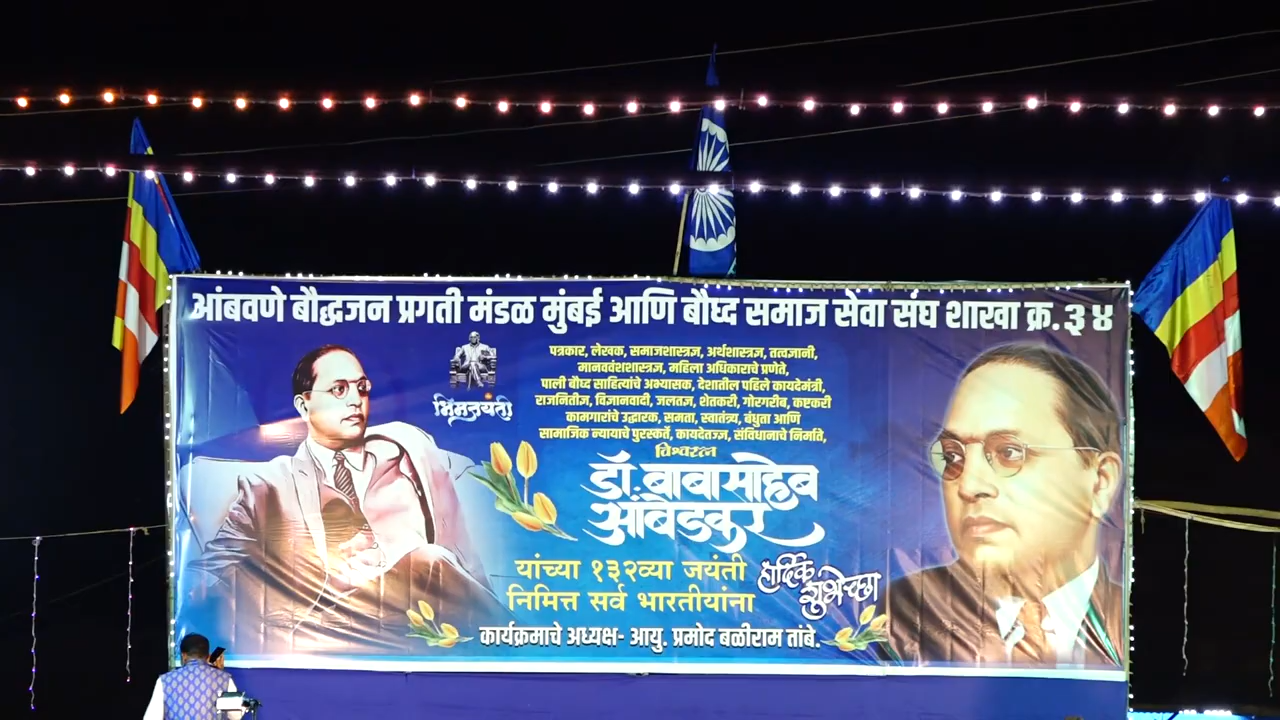 आंबवणे बौद्धजन प्रगती मंडळ मुंबई आणि बौध्द समाज सेवा संघ शाखा क्र.३४
भिमजयंती
पत्रकार, लेखक, समाजशास्त्रज्ञ, अर्थशास्त्रज्ञ, तत्वज्ञानी,
मानववंशशास्त्रज्ञ, महिला अधिकाराचे प्रणेते,
पाली बौध्द साहित्यांचे अभ्यासक, देशातील पहिले कायदेमंत्री,
राजनितीज्ञ, विज्ञानवादी, जलतज्ञ, शेतकरी, गोरगरीब, कष्टकरी
कामगारांचे उद्धारक, समता, स्वातंत्र्य, बंधुता आणि
सामाजिक न्यायाचे पुरस्कर्ते, कायदेतज्ज्ञ, संविधानाचे निर्माते,
विश्वरत्न
डॉ. बाबासाहेब
आंबेडकर
यांच्या १३२व्या जयंती
निमित्त सर्व भारतीयांना
हार्दिक
शुभेच्छा
कार्यक्रमाचे अध्यक्ष- आयु. प्रमोद बळीराम तांबे.